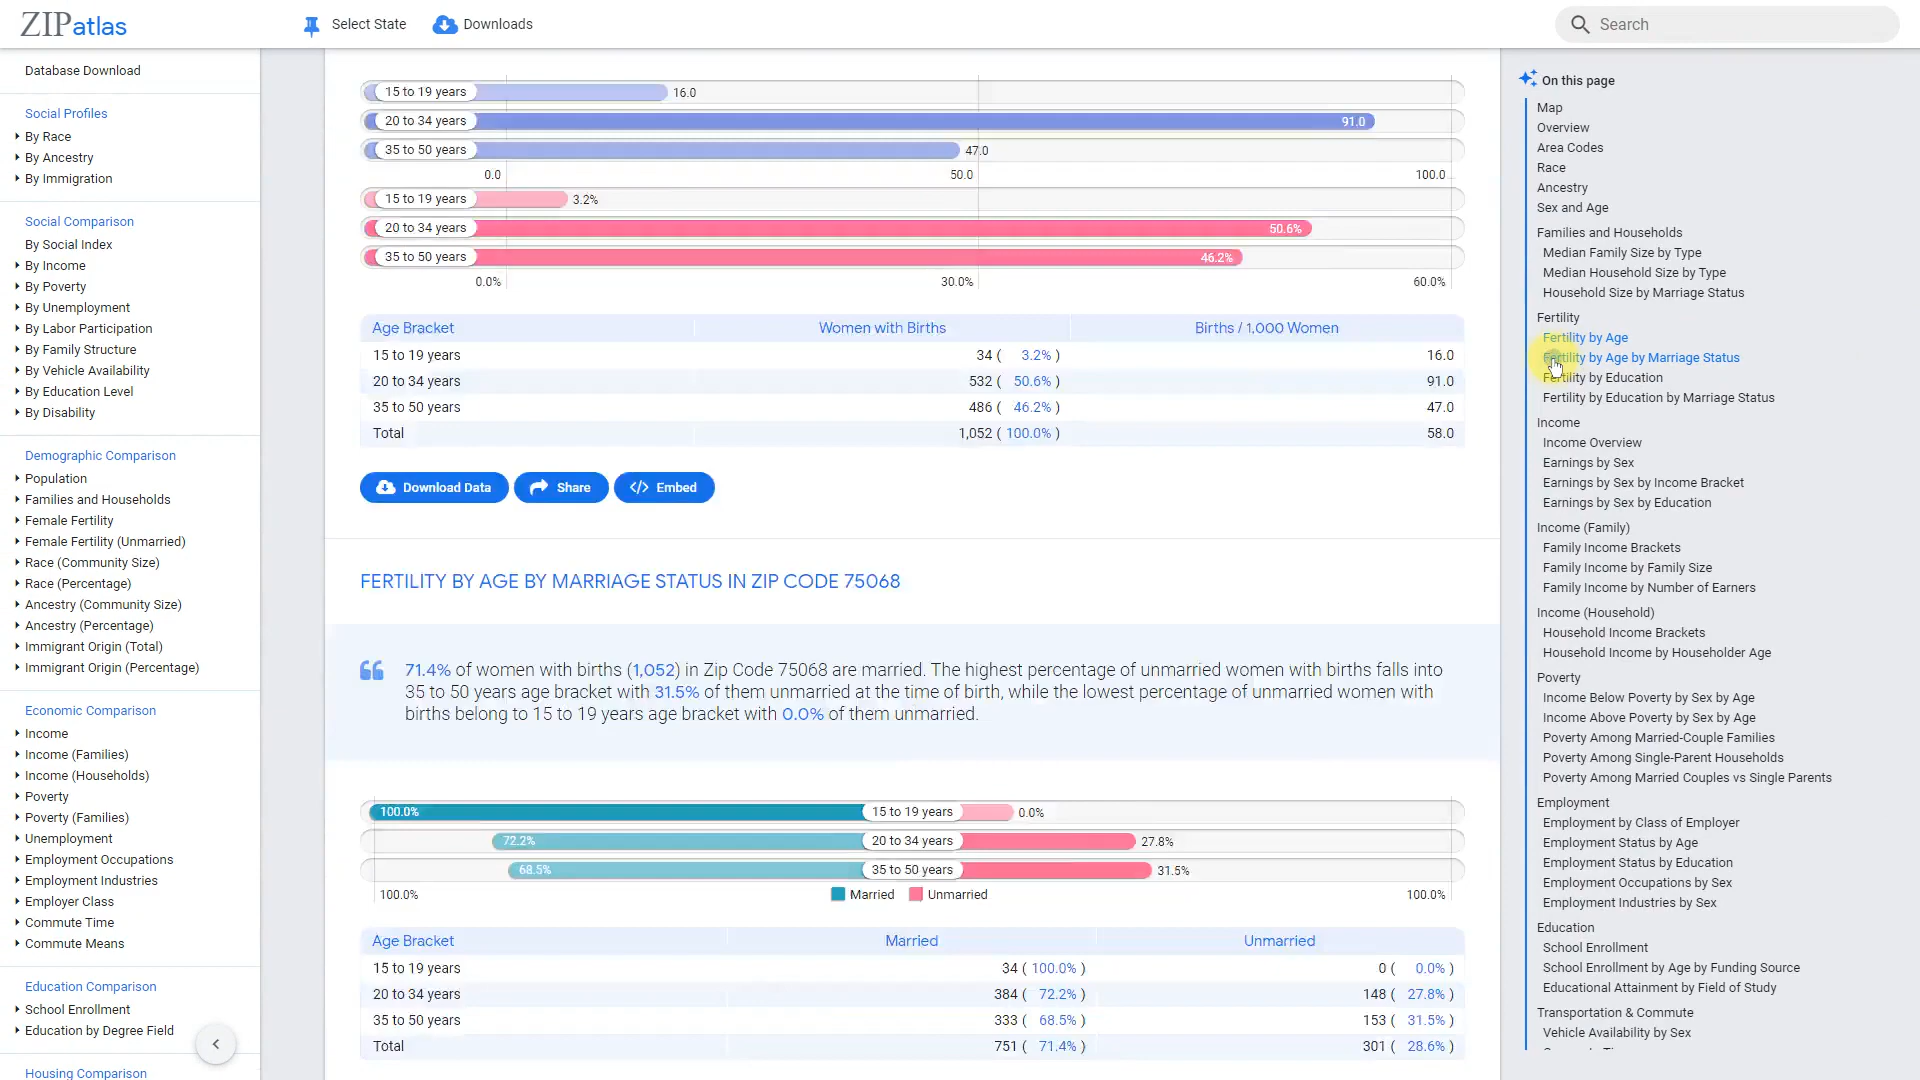 ZIPatlas
Select State
Downloads
Search
Database Download
Social Profiles
By Race
By Ancestry
By Immigration
Social Comparison
By Social Index
By Income
By Poverty
By Unemployment
By Labor Participation
By Family Structure
By Vehicle Availability
By Education Level
By Disability
Demographic Comparison
Population
Families and Households
Female Fertility
Female Fertility (Unmarried)
Race (Community Size)
Race (Percentage)
Ancestry (Community Size)
Ancestry (Percentage)
Immigrant Origin (Total)
Immigrant Origin (Percentage)
Economic Comparison
Income
Income (Families)
Income (Households)
Poverty
Poverty (Families)
Unemployment
Employment Occupations
Employment Industries
Employer Class
Commute Time
Commute Means
Education Comparison
School Enrollment
Education by Degree Field
Housing Comparison
15 to 19 years 16.0
20 to 34 years 91.0
35 to 50 years 47.0
0.0 50.0 100.0
15 to 19 years 3.2%
20 to 34 years 50.6%
35 to 50 years 46.2%
0.0% 30.0% 60.0%
Age Bracket Women with Births Births / 1,000 Women
15 to 19 years 34 ( 3.2% ) 16.0
20 to 34 years 532 ( 50.6% ) 91.0
35 to 50 years 486 ( 46.2% ) 47.0
Total 1,052 ( 100.0% ) 58.0
Download Data Share Embed
FERTILITY BY AGE BY MARRIAGE STATUS IN ZIP CODE 75068
71.4% of women with births (1,052) in Zip Code 75068 are married. The highest percentage of unmarried women with births falls into
35 to 50 years age bracket with 31.5% of them unmarried at the time of birth, while the lowest percentage of unmarried women with
births belong to 15 to 19 years age bracket with 0.0% of them unmarried.
100.0% 15 to 19 years 0.0%
72.2% 20 to 34 years 27.8%
68.5% 35 to 50 years 31.5%
100.0% Married Unmarried 100.0%
Age Bracket Married Unmarried
15 to 19 years 34 ( 100.0% ) 0 ( 0.0% )
20 to 34 years 384 ( 72.2% ) 148 ( 27.8% )
35 to 50 years 333 ( 68.5% ) 153 ( 31.5% )
Total 751 ( 71.4% ) 301 ( 28.6% )
On this page
Map
Overview
Area Codes
Race
Ancestry
Sex and Age
Families and Households
Median Family Size by Type
Median Household Size by Type
Household Size by Marriage Status
Fertility
Fertility by Age
Fertility by Age by Marriage Status
Fertility by Education
Fertility by Education by Marriage Status
Income
Income Overview
Earnings by Sex
Earnings by Sex by Income Bracket
Earnings by Sex by Education
Income (Family)
Family Income Brackets
Family Income by Family Size
Family Income by Number of Earners
Income (Household)
Household Income Brackets
Household Income by Householder Age
Poverty
Income Below Poverty by Sex by Age
Income Above Poverty by Sex by Age
Poverty Among Married-Couple Families
Poverty Among Single-Parent Households
Poverty Among Married Couples vs Single Parents
Employment
Employment by Class of Employer
Employment Status by Age
Employment Status by Education
Employment Occupations by Sex
Employment Industries by Sex
Education
School Enrollment
School Enrollment by Age by Funding Source
Educational Attainment by Field of Study
Transportation & Commute
Vehicle Availability by Sex